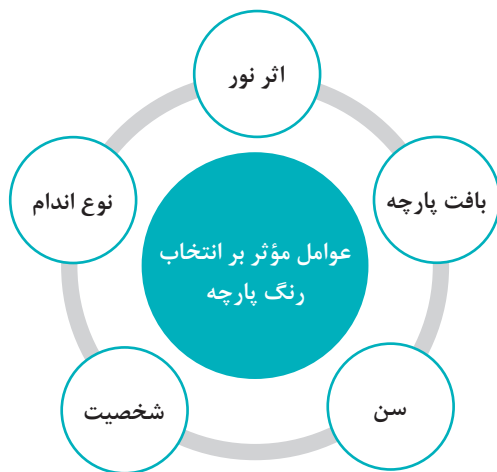 اثر نور
بافت پارچه
نوع اندام
عوامل مؤثر بر انتخاب
رنگ پارچه
سن
شخصیت